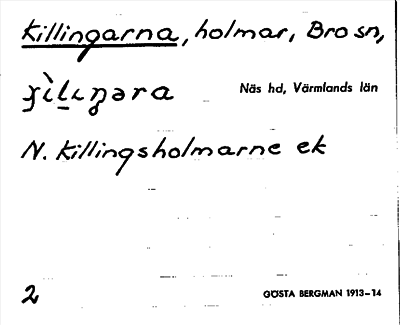 Killingarna, holmar, Bro sn,
Näs hd, Värmlands län
N. Killingsholmarne ek
2
GÖSTA BERGMAN 1913–14